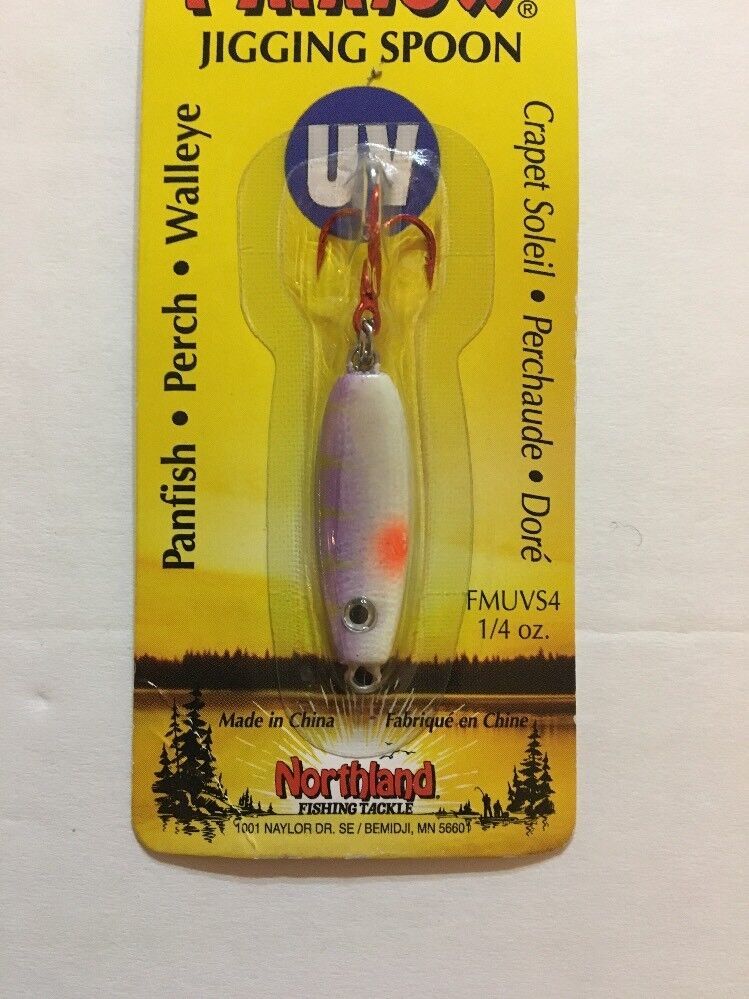 JIGGING SPOON
UV
Panfish • Perch • Walleye
Crapet Soleil • Perchaude • Doré
FMUVS4
1/4 oz.
Made in China
Fabriqué en Chine
Northland
FISHING TACKLE
1001 NAYLOR DR. SE / BEMIDJI, MN 56601